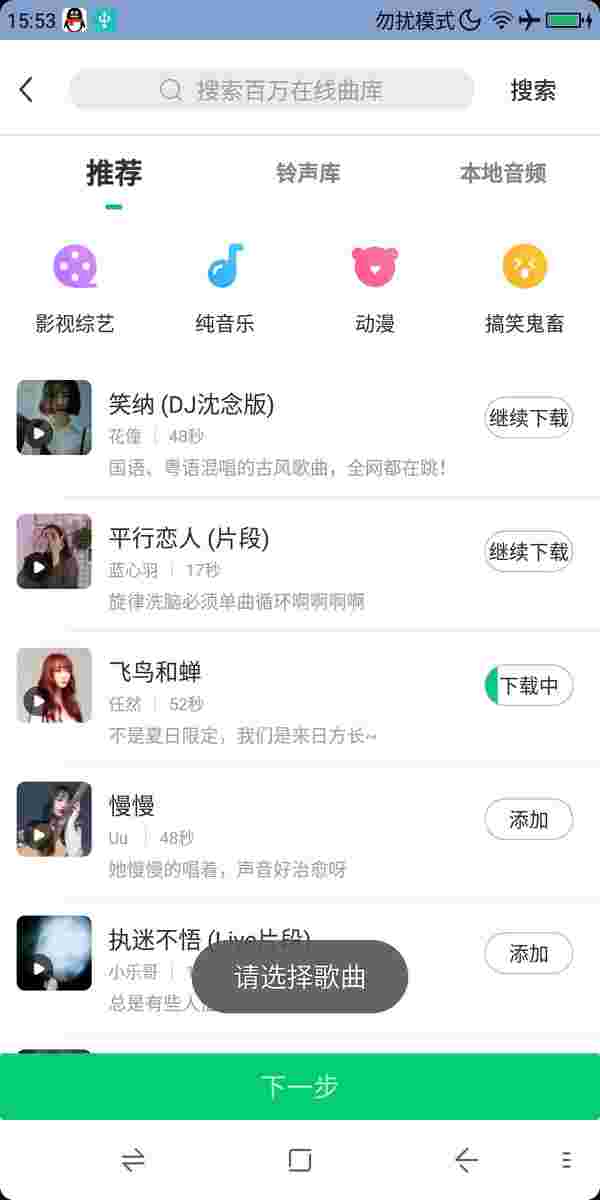 15:53
勿扰模式
搜索百万在线曲库
搜索
推荐
铃声库
本地音频
影视综艺
纯音乐
动漫
搞笑鬼畜
笑纳 (DJ沈念版)
花僮 | 48秒
国语、粤语混唱的古风歌曲，全网都在跳！
继续下载
平行恋人 (片段)
蓝心羽 | 17秒
旋律洗脑必须单曲循环啊啊啊啊
继续下载
飞鸟和蝉
任然 | 52秒
不是夏日限定，我们是来日方长~
下载中
慢慢
Uu | 48秒
她慢慢的唱着，声音好治愈呀
添加
执迷不悟 (Live片段)
小乐哥
总是有些人
添加
请选择歌曲
下一步